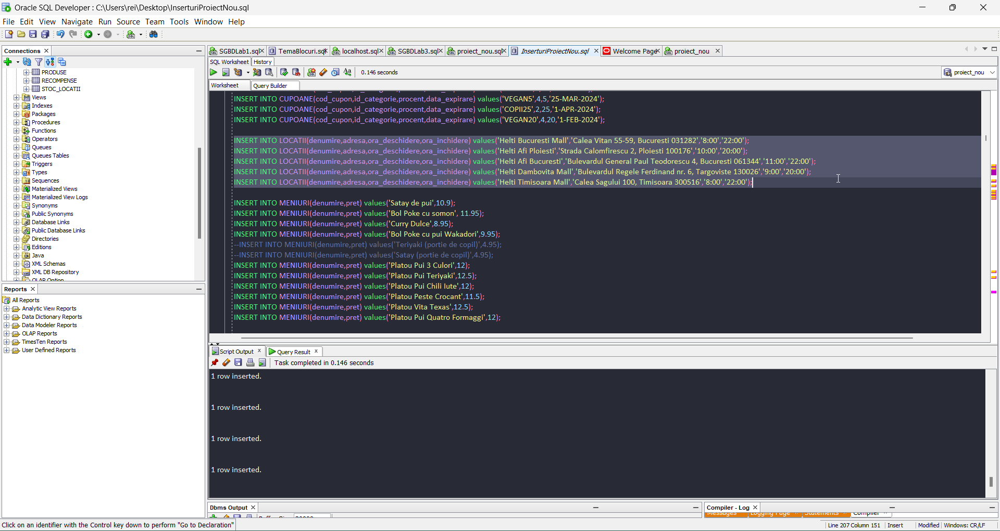 Oracle SQL Developer : C:\Users\rei\Desktop\InserturiProiectNou.sql
File Edit View Navigate Run Source Team Tools Window Help
Connections
PRODUSE
RECOMPENSE
STOC_LOCATII
Views
Indexes
Packages
Procedures
Functions
Operators
Queues
Queues Tables
Triggers
Types
Sequences
Materialized Views
Materialized View Logs
Synonyms
Public Synonyms
Database Links
Public Database Links
Directories
Editions
Java
XML Schemas
XML DB Repository
OLAP Option
Reports
All Reports
Analytic View Reports
Data Dictionary Reports
Data Modeler Reports
OLAP Reports
TimesTen Reports
User Defined Reports
SGBDLab1.sql TemaBlocuri.sql localhost.sql SGBDLab3.sql proiect_nou.sql InserturiProiectNou.sql Welcome Page proiect_nou
SQL Worksheet History
0.146 seconds
proiect_nou
Worksheet Query Builder
INSERT INTO CUPOANE(cod_cupon,id_categorie,procent,data_expirare) values('VEGAN5',4,5,'25-MAR-2024');
INSERT INTO CUPOANE(cod_cupon,id_categorie,procent,data_expirare) values('COPII25',2,25,'1-APR-2024');
INSERT INTO CUPOANE(cod_cupon,id_categorie,procent,data_expirare) values('VEGAN20',4,20,'1-FEB-2024');
INSERT INTO LOCATII(denumire,adresa,ora_deschidere,ora_inchidere) values('Helti Bucuresti Mall','Calea Vitan 55-59, Bucuresti 031282','8:00','22:00');
INSERT INTO LOCATII(denumire,adresa,ora_deschidere,ora_inchidere) values('Helti Afi Ploiesti','Strada Calomfirescu 2, Ploiesti 100176','10:00','20:00');
INSERT INTO LOCATII(denumire,adresa,ora_deschidere,ora_inchidere) values('Helti Afi Bucuresti','Bulevardul General Paul Teodorescu 4, Bucuresti 061344','11:00','22:00');
INSERT INTO LOCATII(denumire,adresa,ora_deschidere,ora_inchidere) values('Helti Dambovita Mall','Bulevardul Regele Ferdinand nr. 6, Targoviste 130026','9:00','20:00');
INSERT INTO LOCATII(denumire,adresa,ora_deschidere,ora_inchidere) values('Helti Timisoara Mall','Calea Sagului 100, Timisoara 300516','8:00','22:00');
INSERT INTO MENIURI(denumire,pret) values('Satay de pui',10.9);
INSERT INTO MENIURI(denumire,pret) values('Bol Poke cu somon', 11.95);
INSERT INTO MENIURI(denumire,pret) values('Curry Dulce',8.95);
INSERT INTO MENIURI(denumire,pret) values('Bol Poke cu pui Wakadori',9.95);
--INSERT INTO MENIURI(denumire,pret) values('Teriyaki (portie de copil)',4.95);
--INSERT INTO MENIURI(denumire,pret) values('Satay (portie de copil)',4.95);
INSERT INTO MENIURI(denumire,pret) values('Platou Pui 3 Culori',12);
INSERT INTO MENIURI(denumire,pret) values('Platou Pui Teriyaki',12.5);
INSERT INTO MENIURI(denumire,pret) values('Platou Pui Chili Iute',12);
INSERT INTO MENIURI(denumire,pret) values('Platou Peste Crocant',11.5);
INSERT INTO MENIURI(denumire,pret) values('Platou Vita Texas',12.5);
INSERT INTO MENIURI(denumire,pret) values('Platou Pui Quatro Formaggi',12);
Script Output Query Result
Task completed in 0.146 seconds
1 row inserted.
1 row inserted.
1 row inserted.
1 row inserted.
Dbms Output
Compiler - Log
Messages Logging Page Statements Compiler
Click on an identifier with the Control key down to perform "Go to Declaration"
Line 207 Column 151 Insert Modified Windows: CR/LF